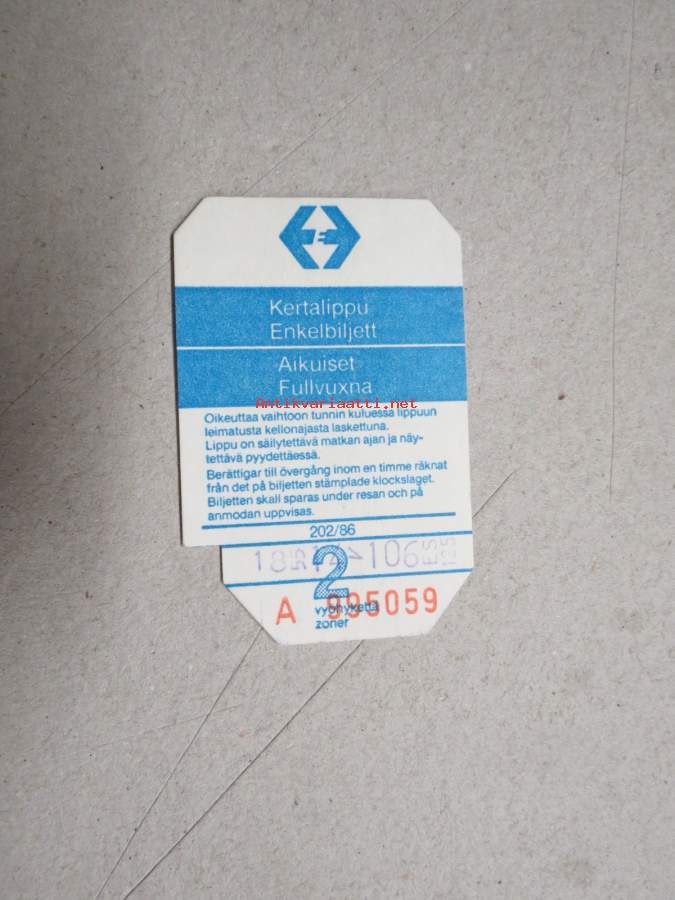 Kertalippu
Enkelbiljett
Aikuiset
Fullvuxna
Antikvariaatti.net
Oikeuttaa vaihtoon tunnin kuluessa lippuun
leimatusta kellonajasta laskettuna.
Lippu on säilytettävä matkan ajan ja näy-
tettävä pyydettäessä.
Berättigar till övergång inom en timme räknat
från det på biljetten stämplade klockslaget.
Biljetten skall sparas under resan och på
anmodan uppvisas.
202/86
106
2
A 995059
vyöhykettä
zoner